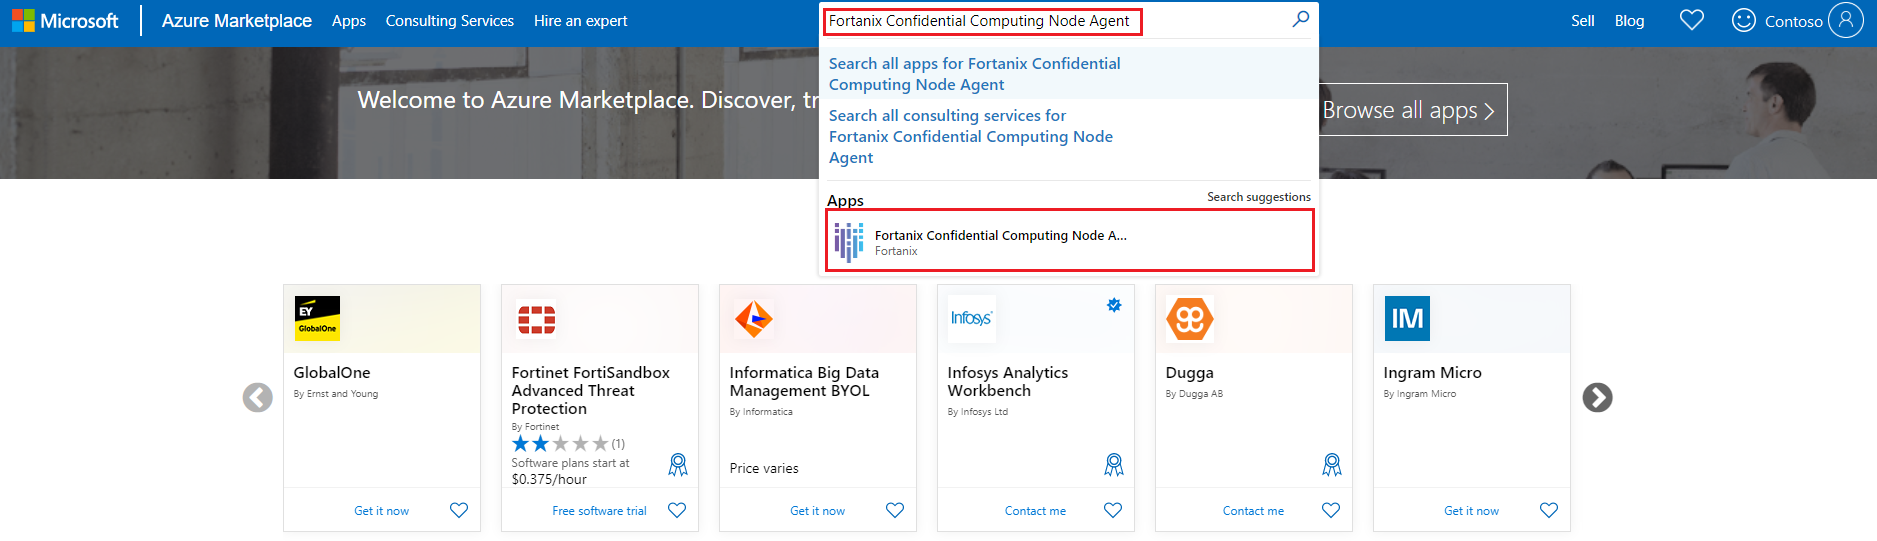 Microsoft
Azure Marketplace
Apps
Consulting Services
Hire an expert
Fortanix Confidential Computing Node Agent
Sell
Blog
Contoso
Search all apps for Fortanix Confidential
Computing Node Agent
Search all consulting services for
Fortanix Confidential Computing Node
Agent
Welcome to Azure Marketplace. Discover, tr
Browse all apps
Apps
Search suggestions
Fortanix Confidential Computing Node A...
Fortanix
EY
GlobalOne
GlobalOne
By Ernst and Young
Get it now
Fortinet FortiSandbox
Advanced Threat
Protection
By Fortinet
(1)
Software plans start at
$0.375/hour
Free software trial
Informatica Big Data
Management BYOL
By Informatica
Price varies
Get it now
Infosys
Infosys Analytics
Workbench
By Infosys Ltd
Contact me
Dugga
By Dugga AB
Contact me
IM
Ingram Micro
By Ingram Micro
Get it now